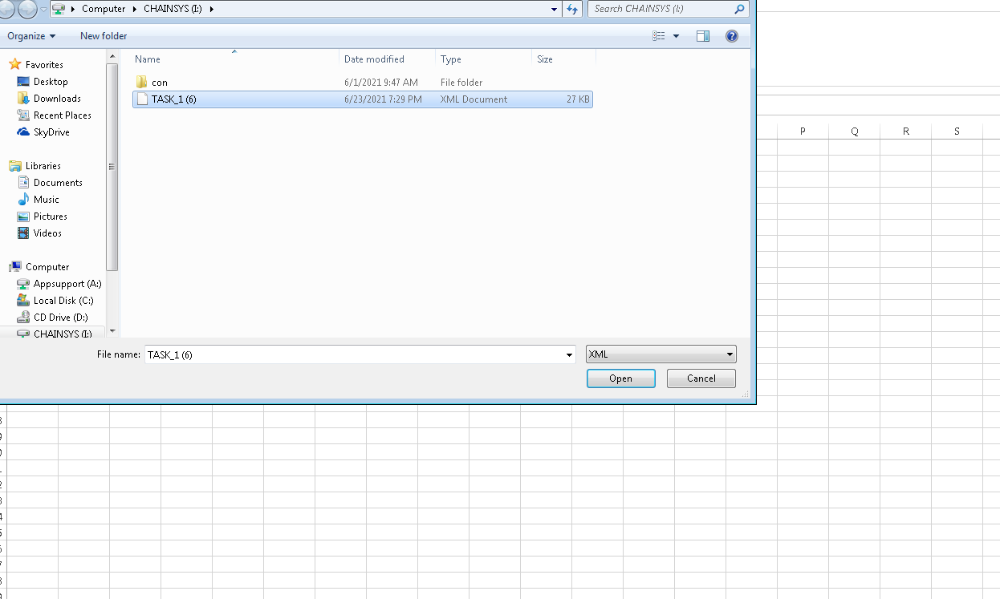 Computer CHAINSYS (I:) Search CHAINSYS (I:)
Organize New folder
Name Date modified Type Size
con 6/1/2021 9:47 AM File folder
TASK_1 (6) 6/23/2021 7:29 PM XML Document 27 KB
Favorites
Desktop
Downloads
Recent Places
SkyDrive
Libraries
Documents
Music
Pictures
Videos
Computer
Appsupport (A:)
Local Disk (C:)
CD Drive (D:)
CHAINSYS (I:)
File name: TASK_1 (6) XML
Open Cancel
P Q R S